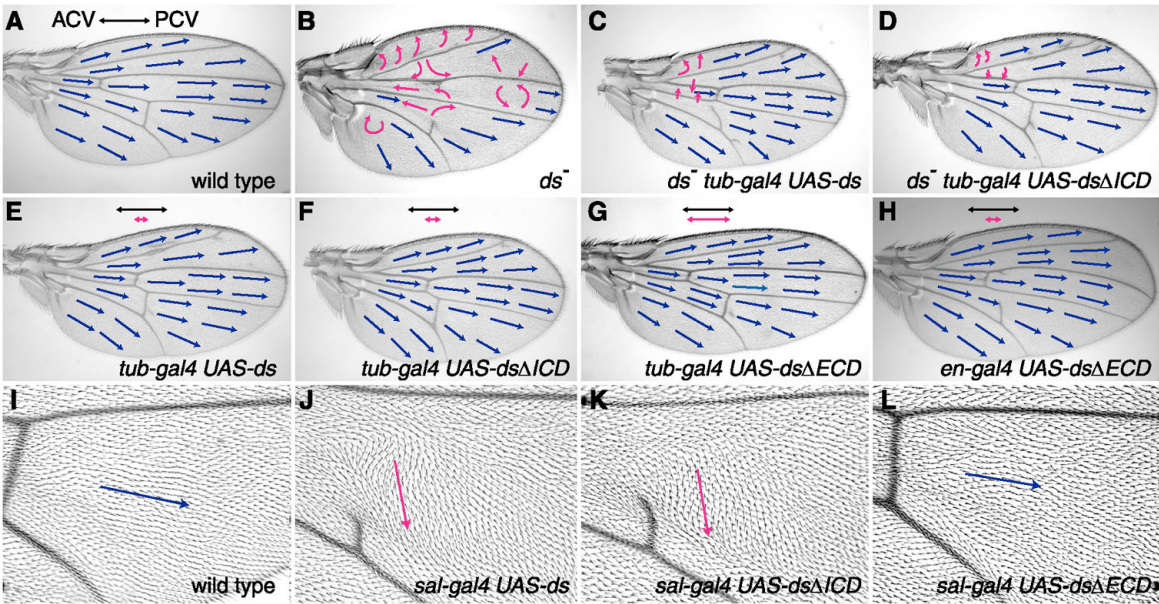 A ACV PCV
wild type
B
ds-
C
ds- tub-gal4 UAS-ds
D
ds- tub-gal4 UAS-dsΔICD
E
tub-gal4 UAS-ds
F
tub-gal4 UAS-dsΔICD
G
tub-gal4 UAS-dsΔECD
H
en-gal4 UAS-dsΔECD
I
wild type
J
sal-gal4 UAS-ds
K
sal-gal4 UAS-dsΔICD
L
sal-gal4 UAS-dsΔECD